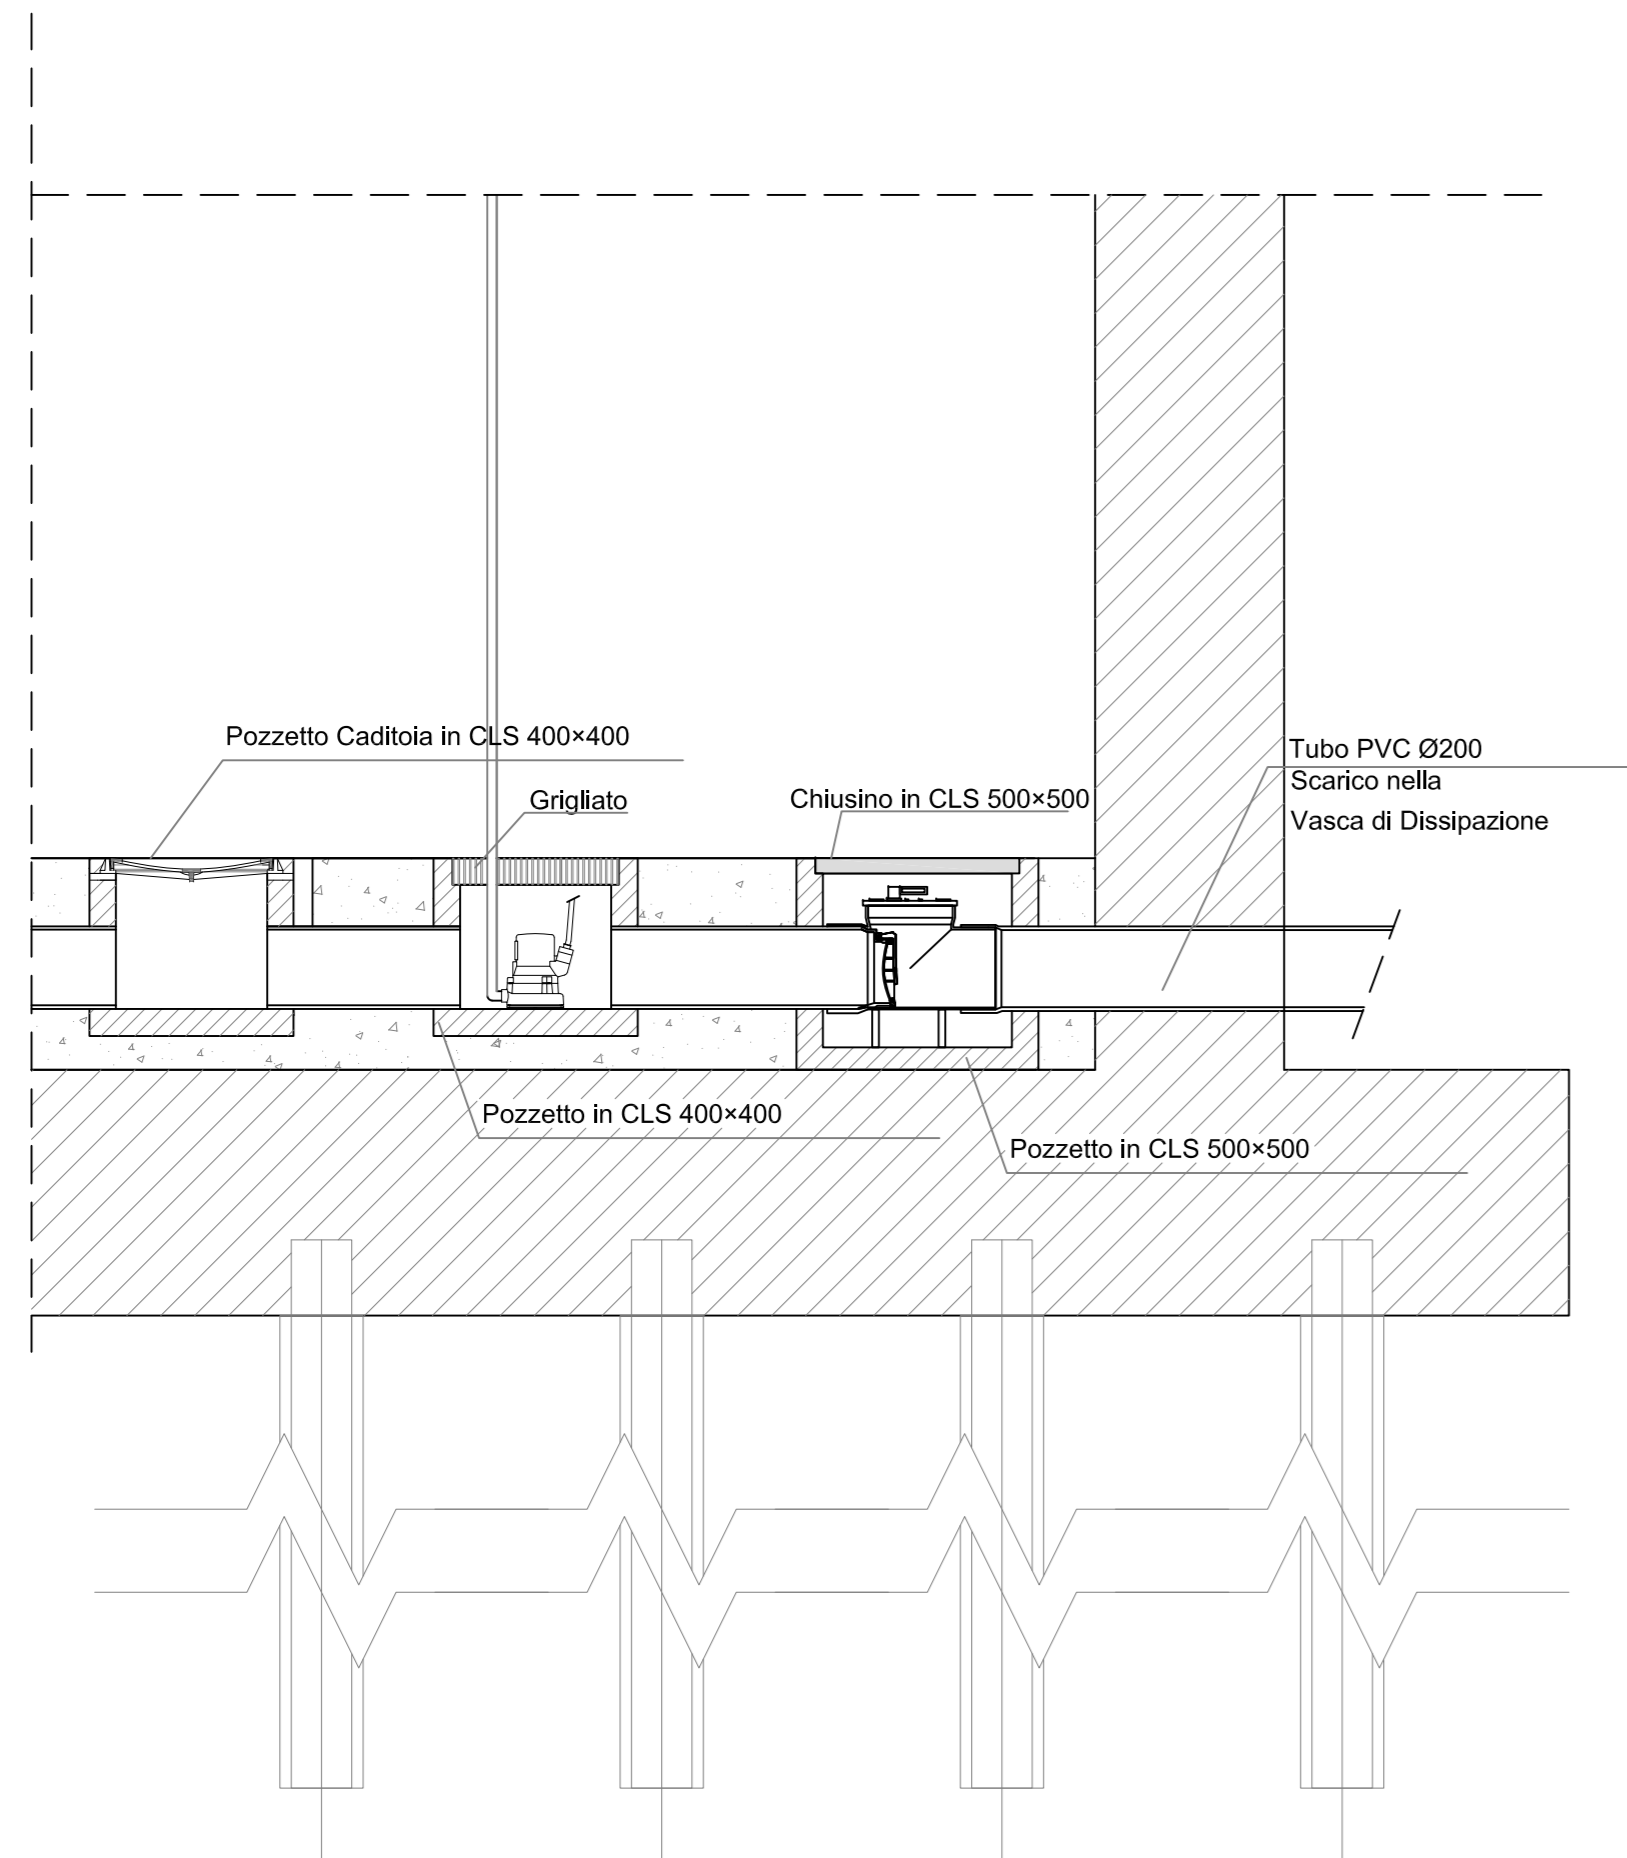 Pozzetto Caditoia in CLS 400×400
Tubo PVC Ø200
Scarico nella
Vasca di Dissipazione
Grigliato
Chiusino in CLS 500×500
Pozzetto in CLS 400×400
Pozzetto in CLS 500×500